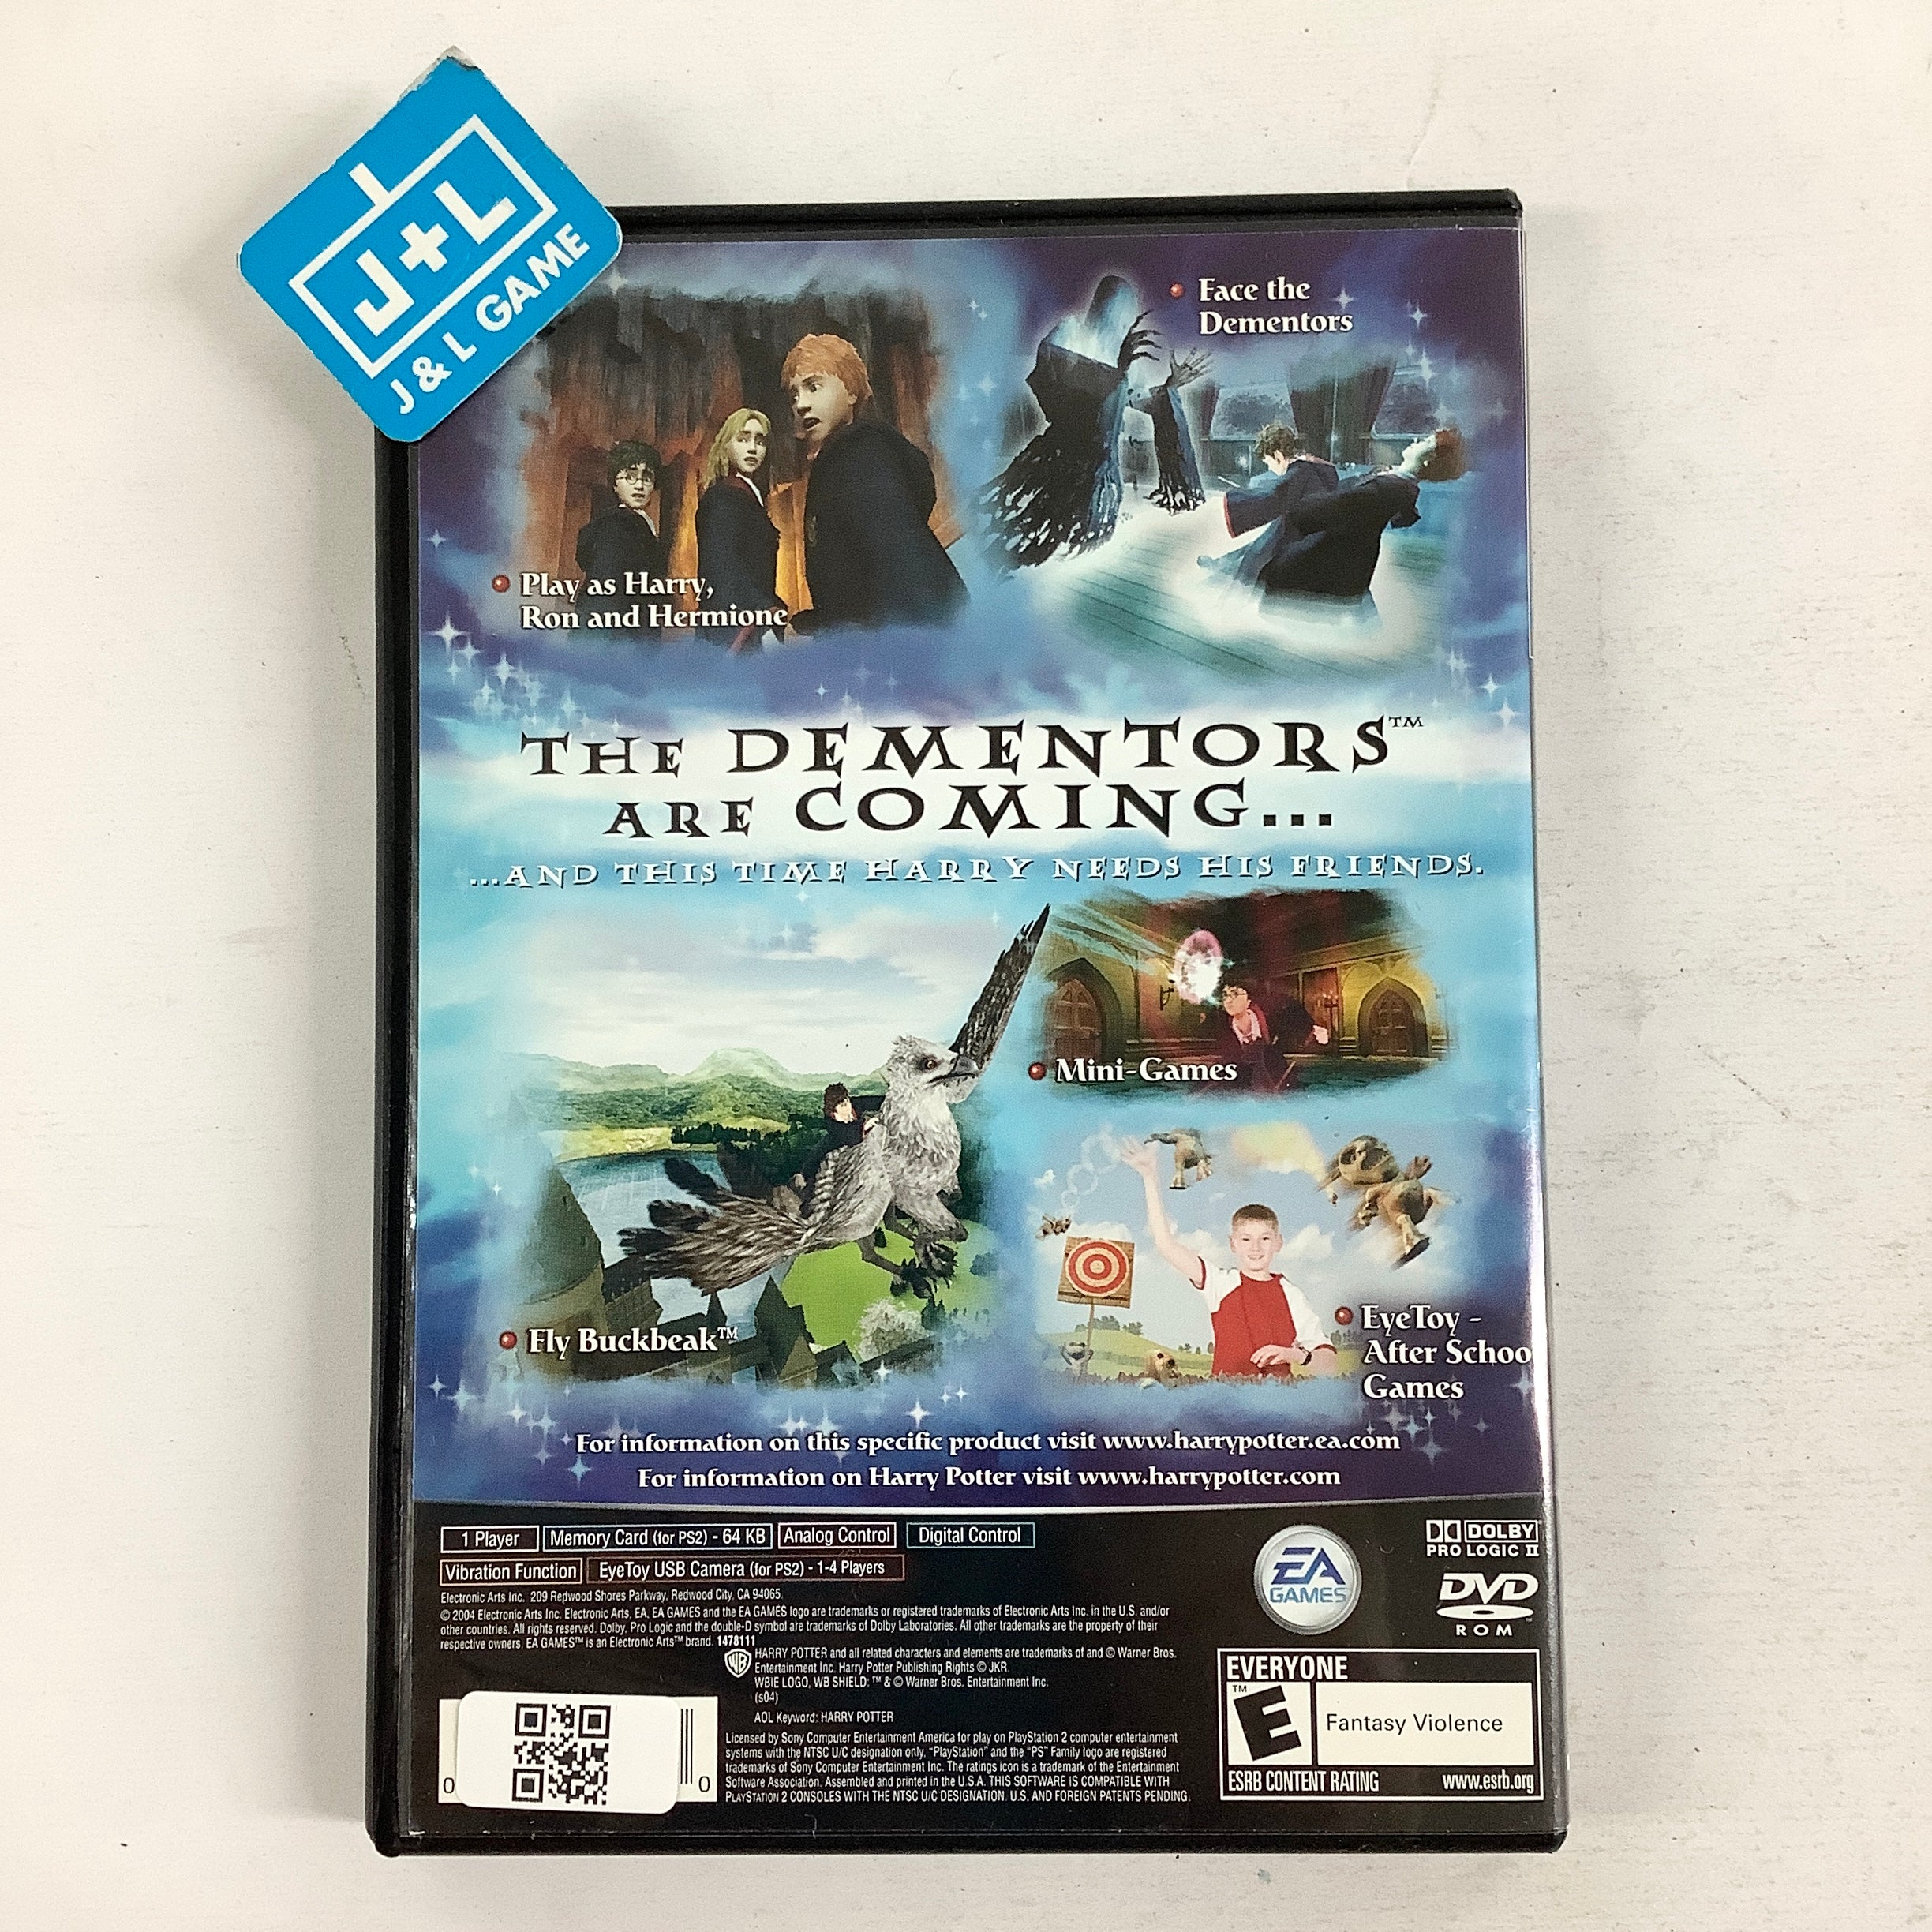 J+L
J & L GAME
Face the
Dementors
Play as Harry,
Ron and Hermione
THE DEMENTORS™
ARE COMING...
...AND THIS TIME HARRY NEEDS HIS FRIENDS.
Mini-Games
Fly Buckbeak™
EyeToy -
After Schoo
Games
For information on this specific product visit www.harrypotter.ea.com
For information on Harry Potter visit www.harrypotter.com
1 Player Memory Card (for PS2) - 64 KB Analog Control Digital Control
Vibration Function EyeToy USB Camera (for PS2) - 1-4 Players
Electronic Arts Inc. 209 Redwood Shores Parkway, Redwood City, CA 94065.
© 2004 Electronic Arts Inc. Electronic Arts, EA, EA GAMES and the EA GAMES logo are trademarks or registered trademarks of Electronic Arts Inc. in the U.S. and/or
other countries. All rights reserved. Dolby, Pro Logic and the double-D symbol are trademarks of Dolby Laboratories. All other trademarks are the property of their
respective owners. EA GAMES™ is an Electronic Arts™ brand. 1478111
WB
HARRY POTTER and all related characters and elements are trademarks of and © Warner Bros.
Entertainment Inc. Harry Potter Publishing Rights © JKR.
WBIE LOGO, WB SHIELD: ™ & © Warner Bros. Entertainment Inc.
(s04)
AOL Keyword: HARRY POTTER
Licensed by Sony Computer Entertainment America for play on PlayStation 2 computer entertainment
systems with the NTSC U/C designation only. "PlayStation" and the "PS" Family logo are registered
trademarks of Sony Computer Entertainment Inc. The ratings icon is a trademark of the Entertainment
Software Association. Assembled and printed in the U.S.A. THIS SOFTWARE IS COMPATIBLE WITH
PLAYSTATION 2 CONSOLES WITH THE NTSC U/C DESIGNATION. U.S. AND FOREIGN PATENTS PENDING.
0 0
EA
GAMES™
DOLBY
PRO LOGIC II
DVD
ROM
EVERYONE
™
E
Fantasy Violence
ESRB CONTENT RATING www.esrb.org